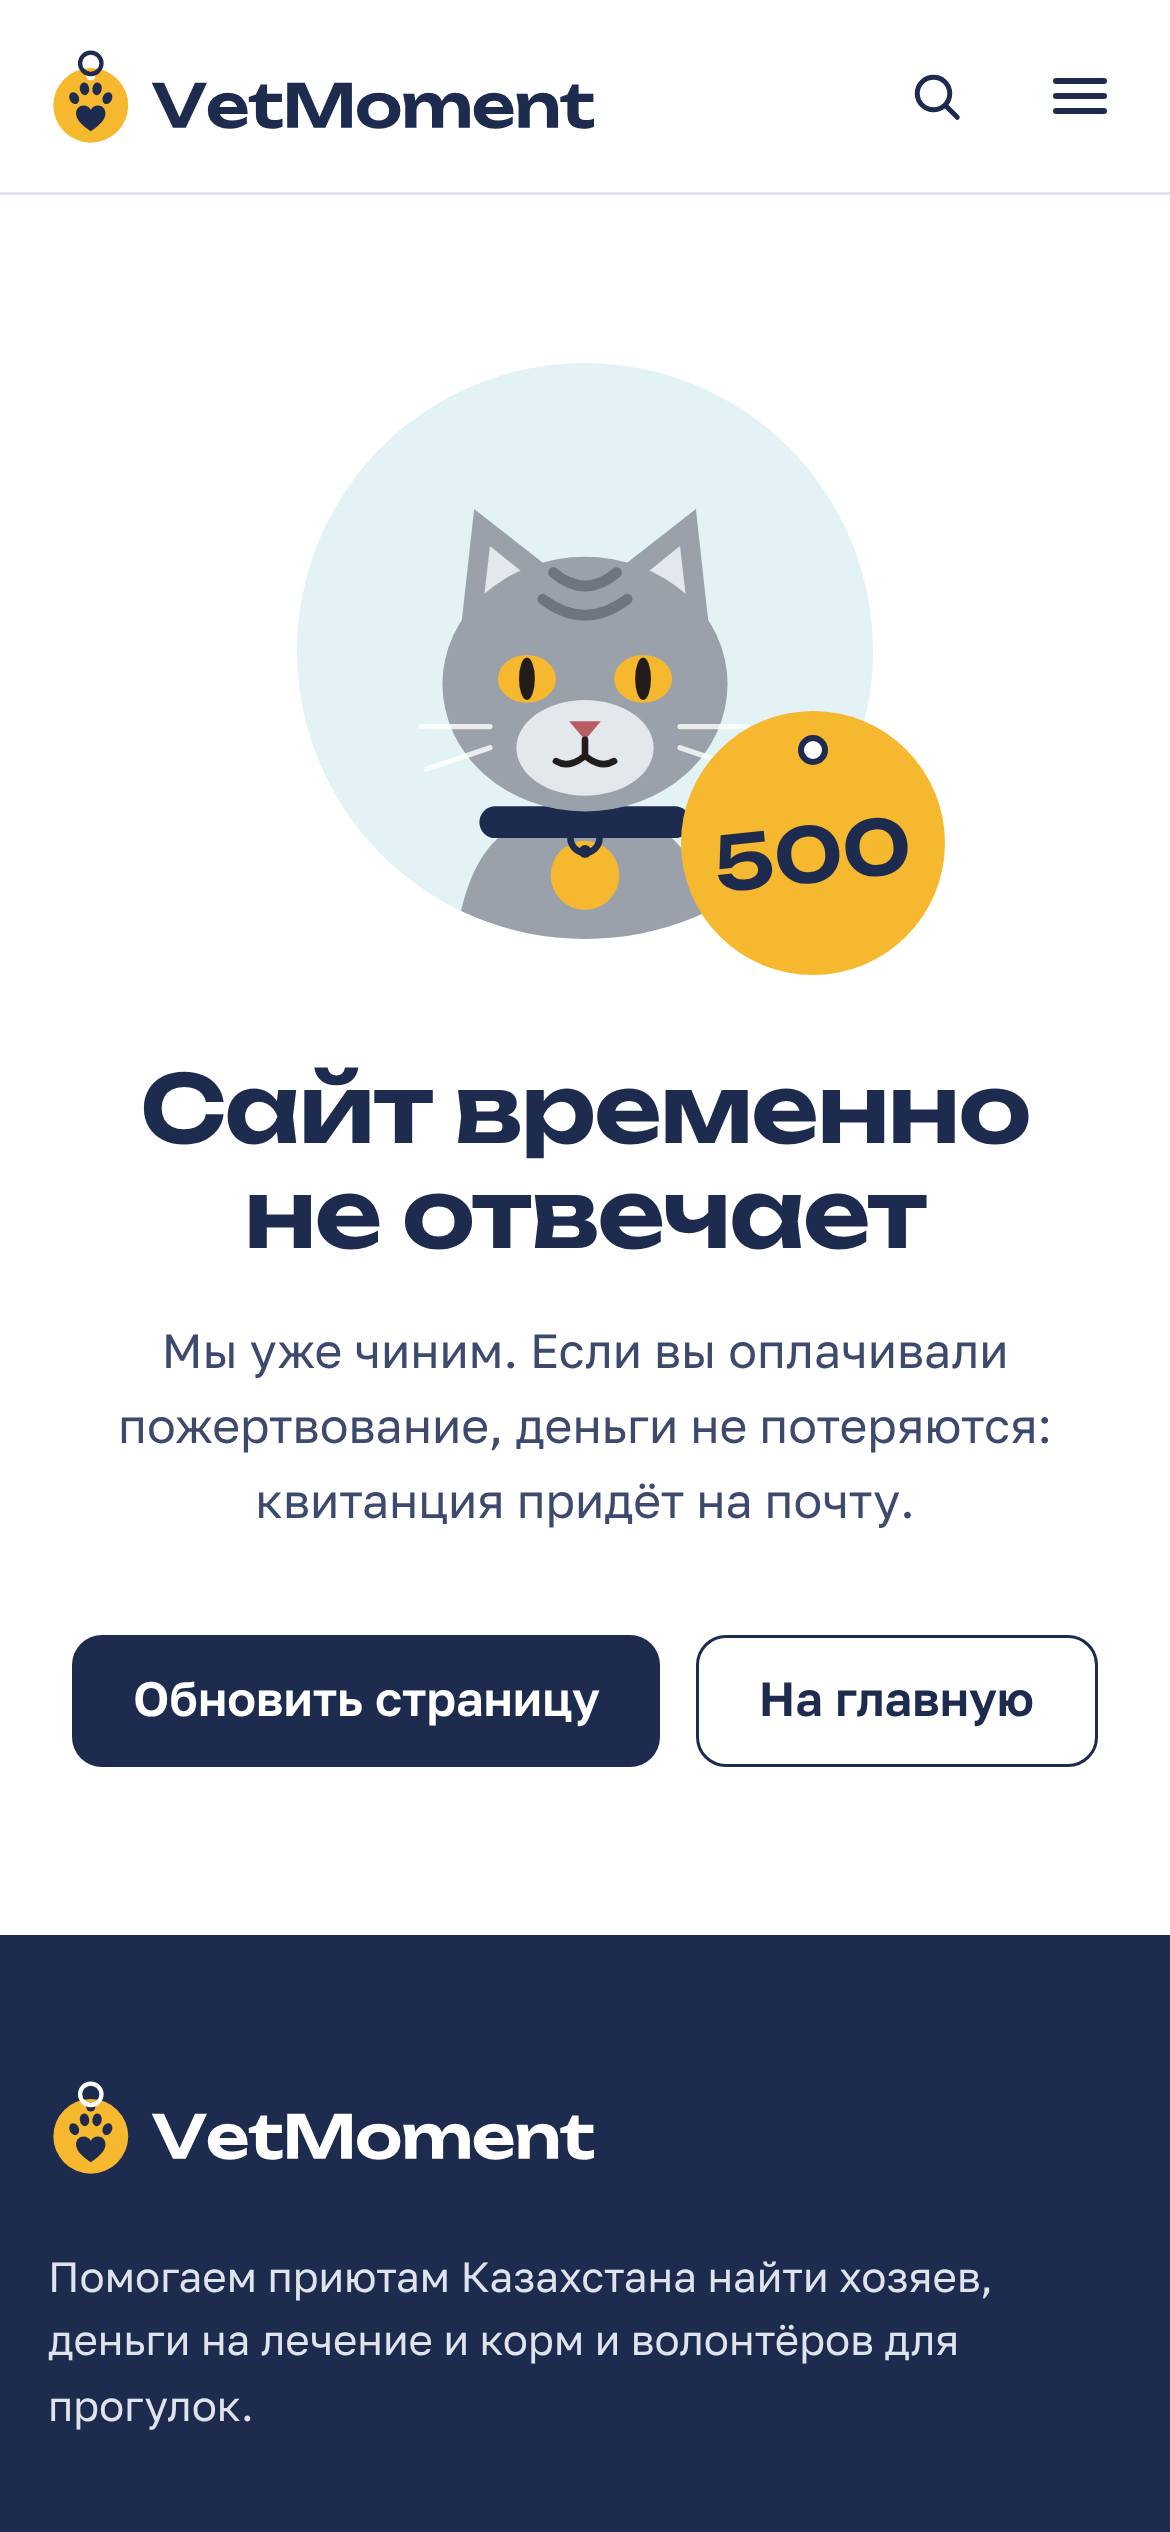 VetMoment
500
Сайт временно
не отвечает
Мы уже чиним. Если вы оплачивали
пожертвование, деньги не потеряются:
квитанция придёт на почту.
Обновить страницу
На главную
VetMoment
Помогаем приютам Казахстана найти хозяев,
деньги на лечение и корм и волонтёров для
прогулок.